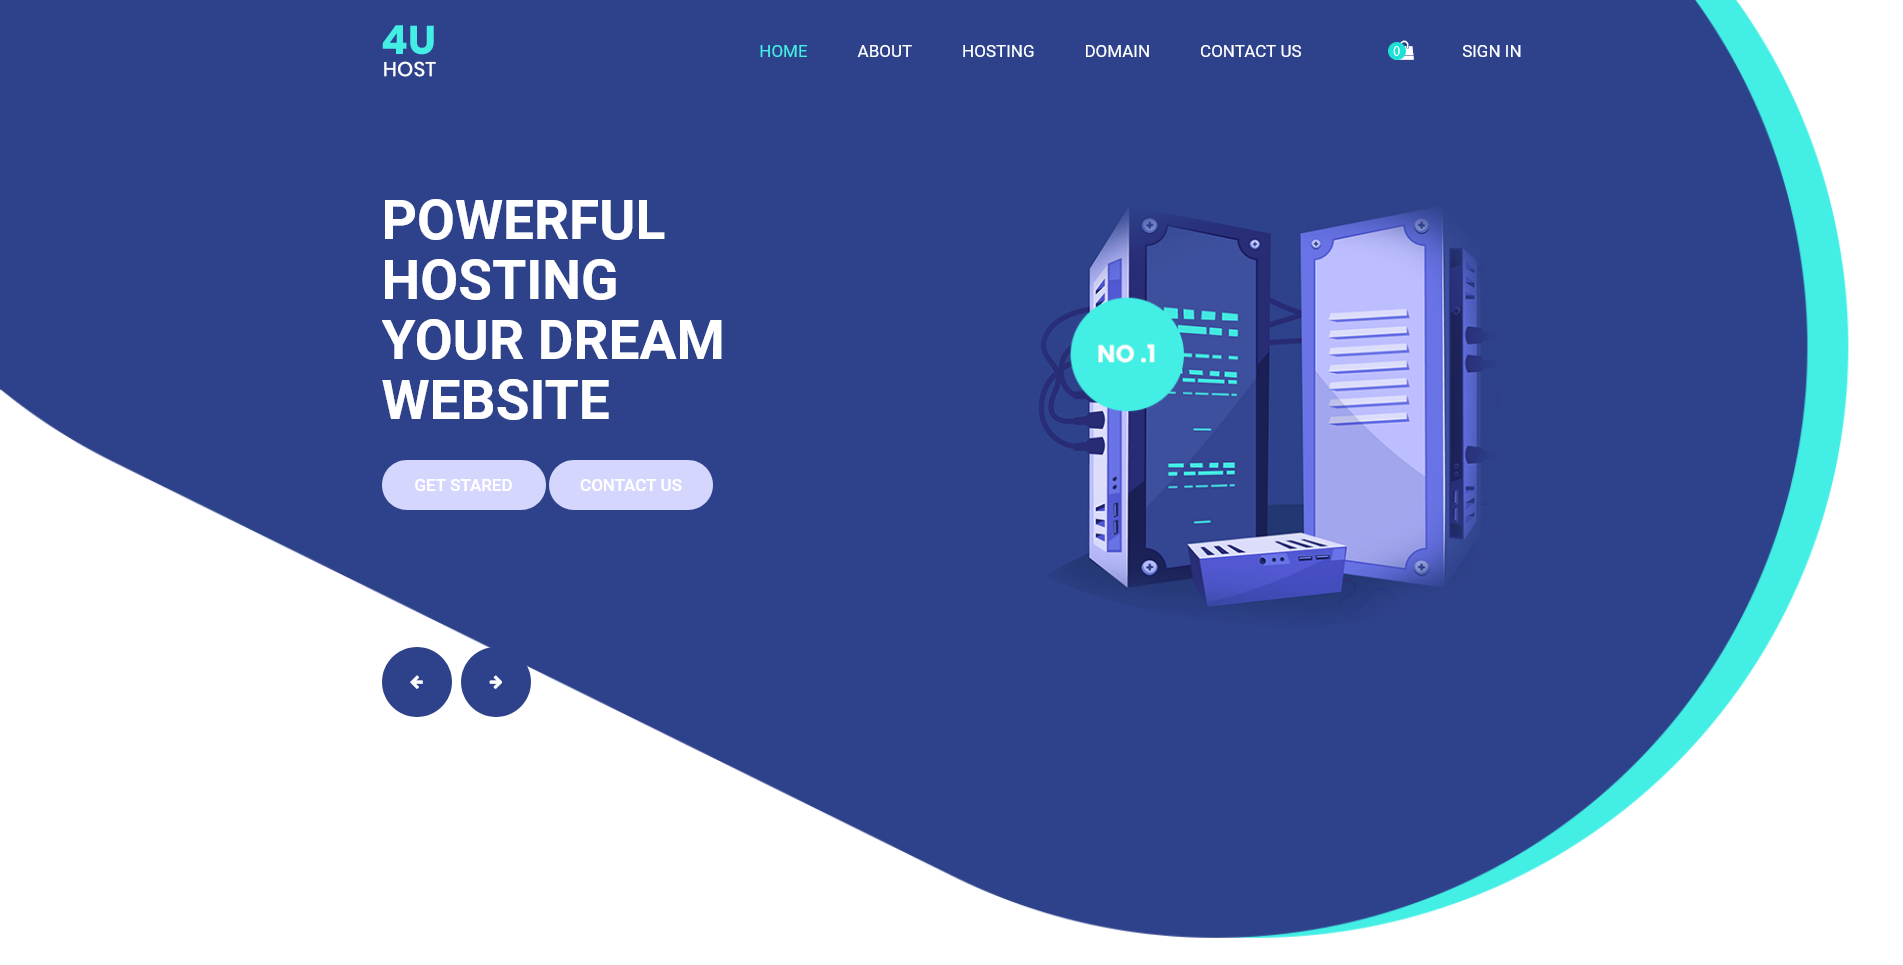 4U
HOST
HOME
ABOUT
HOSTING
DOMAIN
CONTACT US
0
SIGN IN
POWERFUL
HOSTING
YOUR DREAM
WEBSITE
NO .1
GET STARED
CONTACT US